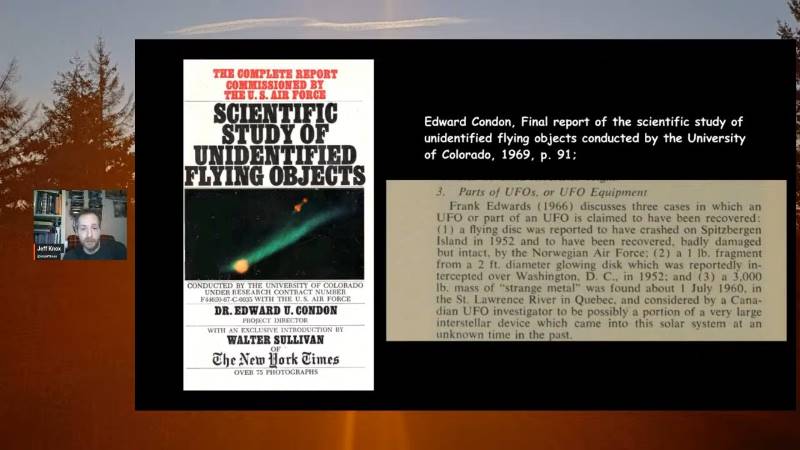 THE COMPLETE REPORT
COMMISSIONED BY
THE U.S. AIR FORCE
SCIENTIFIC
STUDY OF
UNIDENTIFIED
FLYING OBJECTS
CONDUCTED BY THE UNIVERSITY OF COLORADO
UNDER RESEARCH CONTRACT NUMBER
F44620-67-C-0035 WITH THE U. S. AIR FORCE
DR. EDWARD U. CONDON
PROJECT DIRECTOR
WITH AN EXCLUSIVE INTRODUCTION BY
WALTER SULLIVAN
OF
The New York Times
OVER 75 PHOTOGRAPHS
Edward Condon, Final report of the scientific study of
unidentified flying objects conducted by the University
of Colorado, 1969, p. 91;
3. Parts of UFOs, or UFO Equipment
Frank Edwards (1966) discusses three cases in which an
UFO or part of an UFO is claimed to have been recovered:
(1) a flying disc was reported to have crashed on Spitzbergen
Island in 1952 and to have been recovered, badly damaged
but intact, by the Norwegian Air Force; (2) a 1 lb. fragment
from a 2 ft. diameter glowing disk which was reportedly in-
tercepted over Washington, D. C., in 1952; and (3) a 3,000
lb. mass of "strange metal" was found about 1 July 1960, in
the St. Lawrence River in Quebec, and considered by a Cana-
dian UFO investigator to be possibly a portion of a very large
interstellar device which came into this solar system at an
unknown time in the past.
Jeff Knox